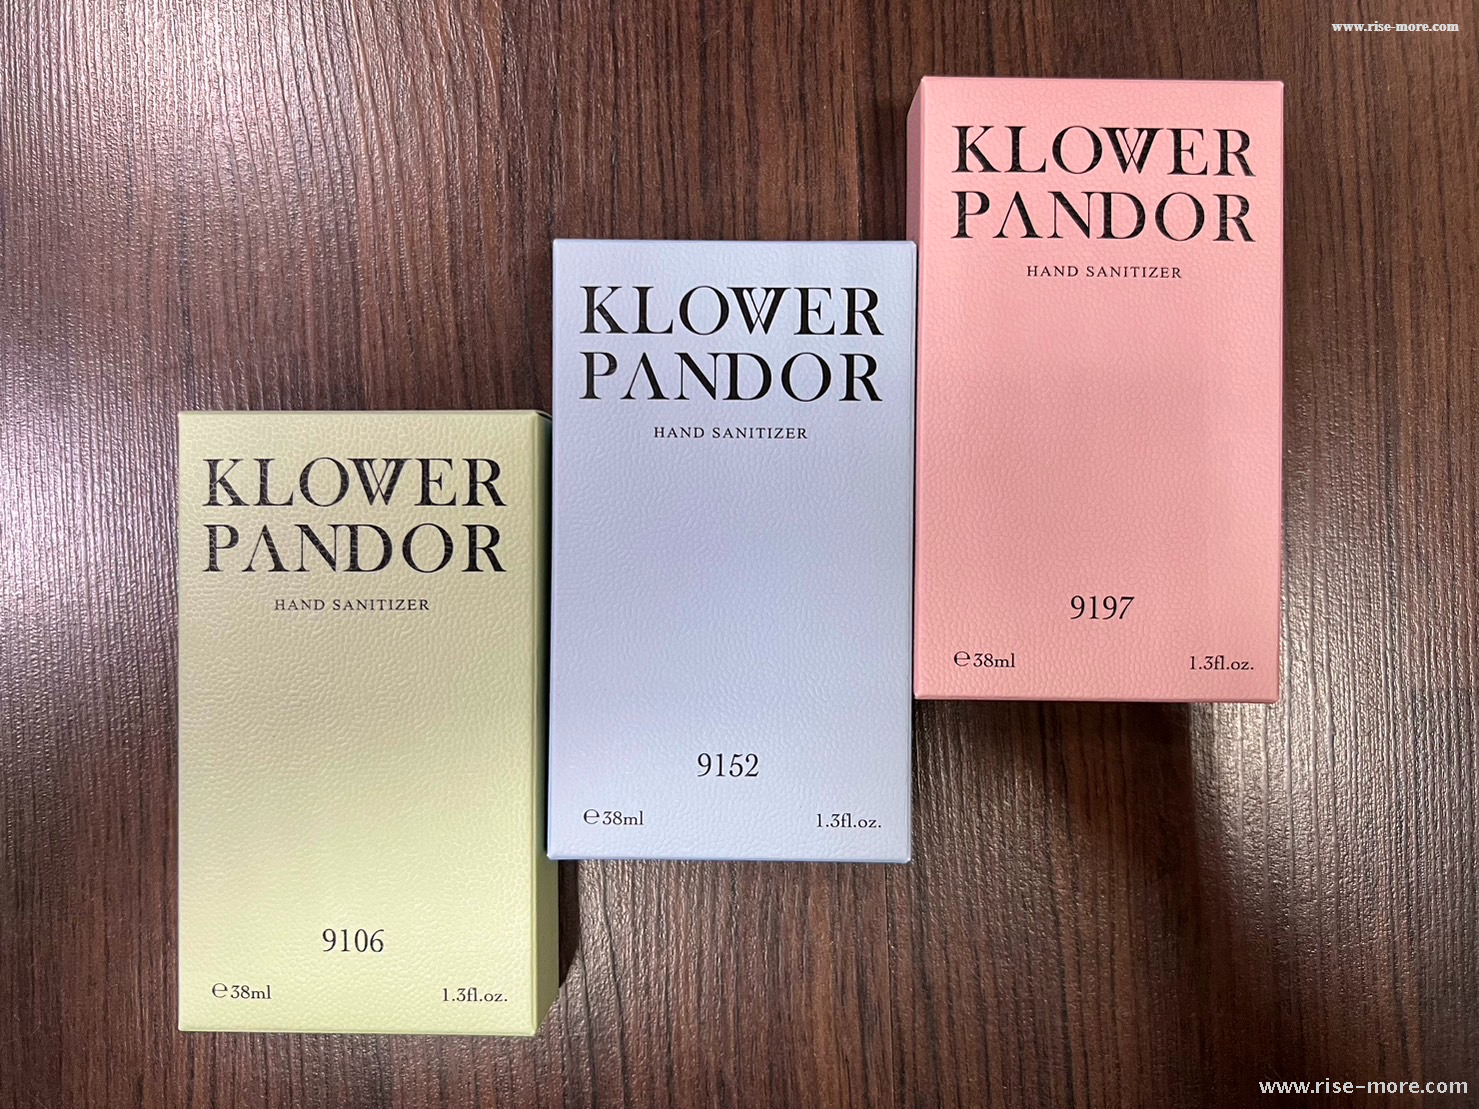 www.rise-more.com
KLOWER
PANDOR
HAND SANITIZER
9106
℮38ml 1.3fl.oz.
KLOWER
PANDOR
HAND SANITIZER
9152
℮38ml 1.3fl.oz.
KLOWER
PANDOR
HAND SANITIZER
9197
℮38ml 1.3fl.oz.
www.rise-more.com